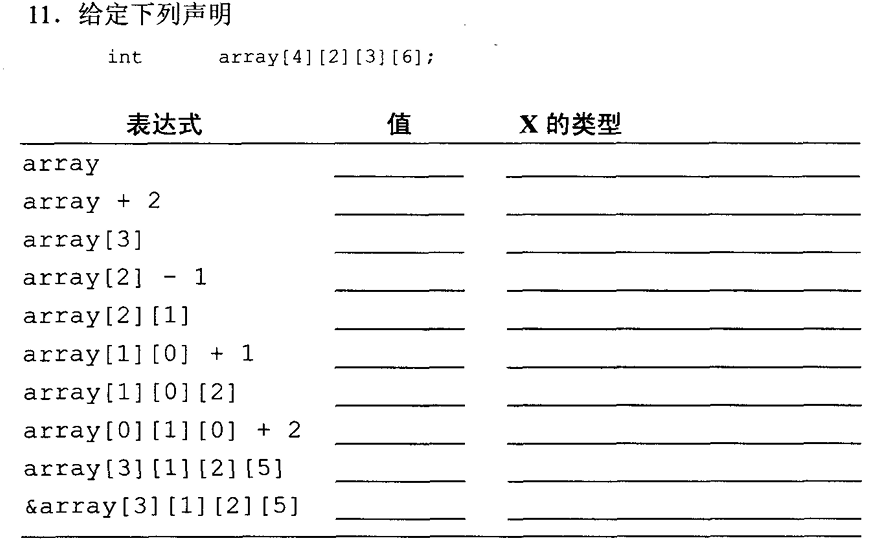 11. 给定下列声明
int array[4][2][3][6];
表达式 值 X 的类型
array
array + 2
array[3]
array[2] - 1
array[2][1]
array[1][0] + 1
array[1][0][2]
array[0][1][0] + 2
array[3][1][2][5]
&array[3][1][2][5]